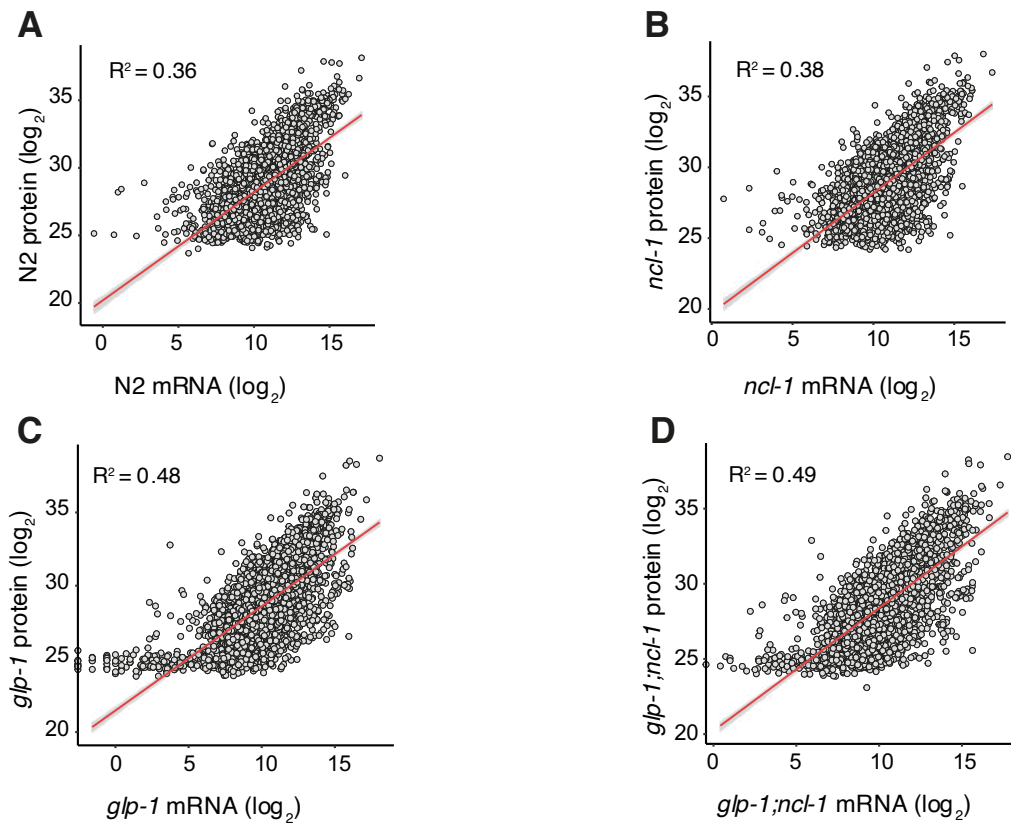 A
R² = 0.36
N2 protein (log₂)
35
30
25
20
0 5 10 15
N2 mRNA (log₂)
B
R² = 0.38
ncl-1 protein (log₂)
35
30
25
20
0 5 10 15
ncl-1 mRNA (log₂)
C
R² = 0.48
glp-1 protein (log₂)
35
30
25
20
0 5 10 15
glp-1 mRNA (log₂)
D
R² = 0.49
glp-1;ncl-1 protein (log₂)
35
30
25
20
0 5 10 15
glp-1;ncl-1 mRNA (log₂)